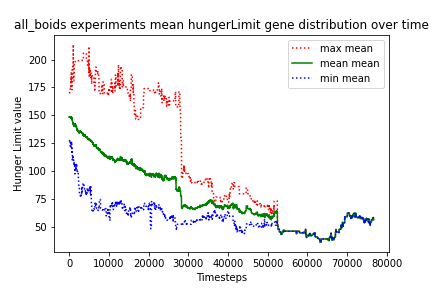 all_boids experiments mean hungerLimit gene distribution over time
max mean
mean mean
min mean
Hunger Limit value
200
175
150
125
100
75
50
0 10000 20000 30000 40000 50000 60000 70000 80000
Timesteps